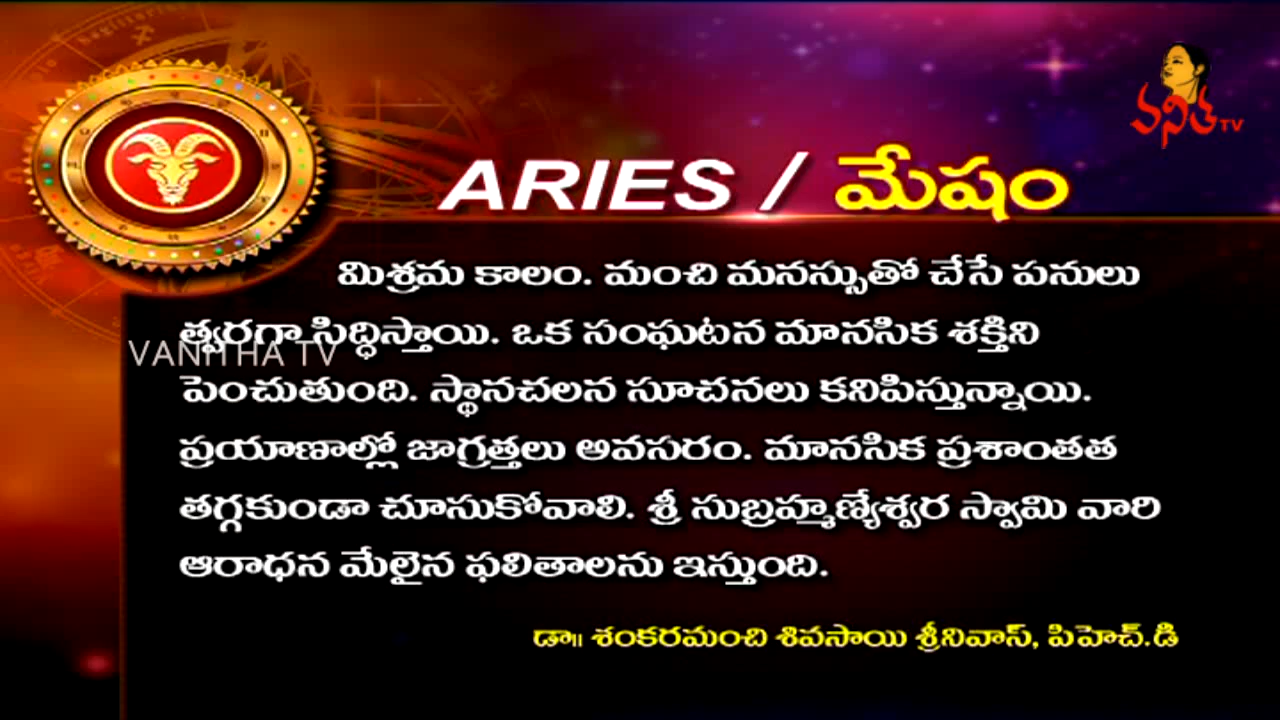 వనిత TV
ARIES / మేషం
మిశ్రమ కాలం. మంచి మనస్సుతో చేసే పనులు
త్వరగా సిద్ధిస్తాయి. ఒక సంఘటన మానసిక శక్తిని
VANITHA TV
పెంచుతుంది. స్థానచలన సూచనలు కనిపిస్తున్నాయి.
ప్రయాణాల్లో జాగ్రత్తలు అవసరం. మానసిక ప్రశాంతత
తగ్గకుండా చూసుకోవాలి. శ్రీ సుబ్రహ్మణ్యేశ్వర స్వామి వారి
ఆరాధన మేలైన ఫలితాలను ఇస్తుంది.
డా॥ శంకరమంచి శివసాయి శ్రీనివాస్, పిహెచ్.డి